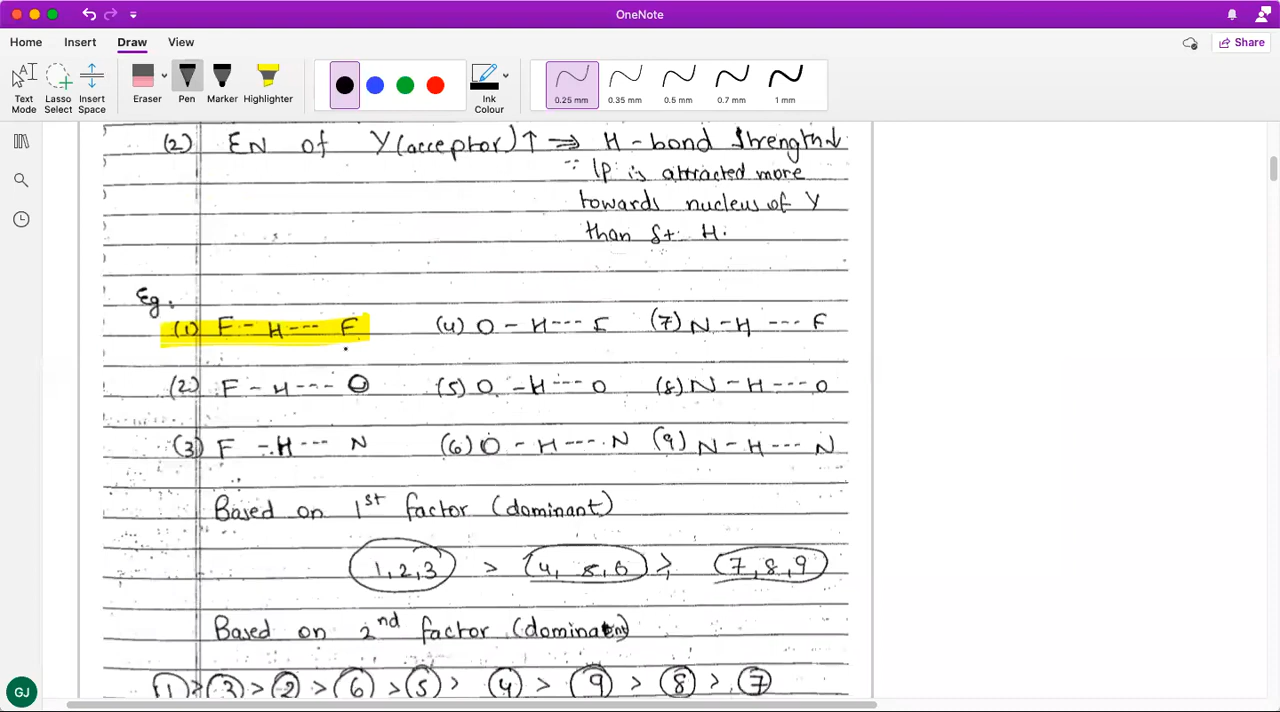 OneNote
Home Insert Draw View
Share
Text Mode
Lasso Select
Insert Space
Eraser
Pen
Marker
Highlighter
Ink Colour
0.25 mm
0.35 mm
0.5 mm
0.7 mm
1 mm
(2) EN of Y(acceptor)↑ ⇒ H-bond strength↓
∵ lp is attracted more
towards nucleus of Y
than δ+ H.
Eg.
(1) F - H --- F (4) O - H --- F (7) N - H --- F
(2) F - H --- O (5) O - H --- O (8) N - H --- O
(3) F - H --- N (6) O - H --- N (9) N - H --- N
Based on 1st factor (dominant)
1,2,3 > 4,5,6 > 7,8,9
Based on 2nd factor (dominant)
1 > 3 > 2 > 6 > 5 > 4 > 9 > 8 > 7
GJ